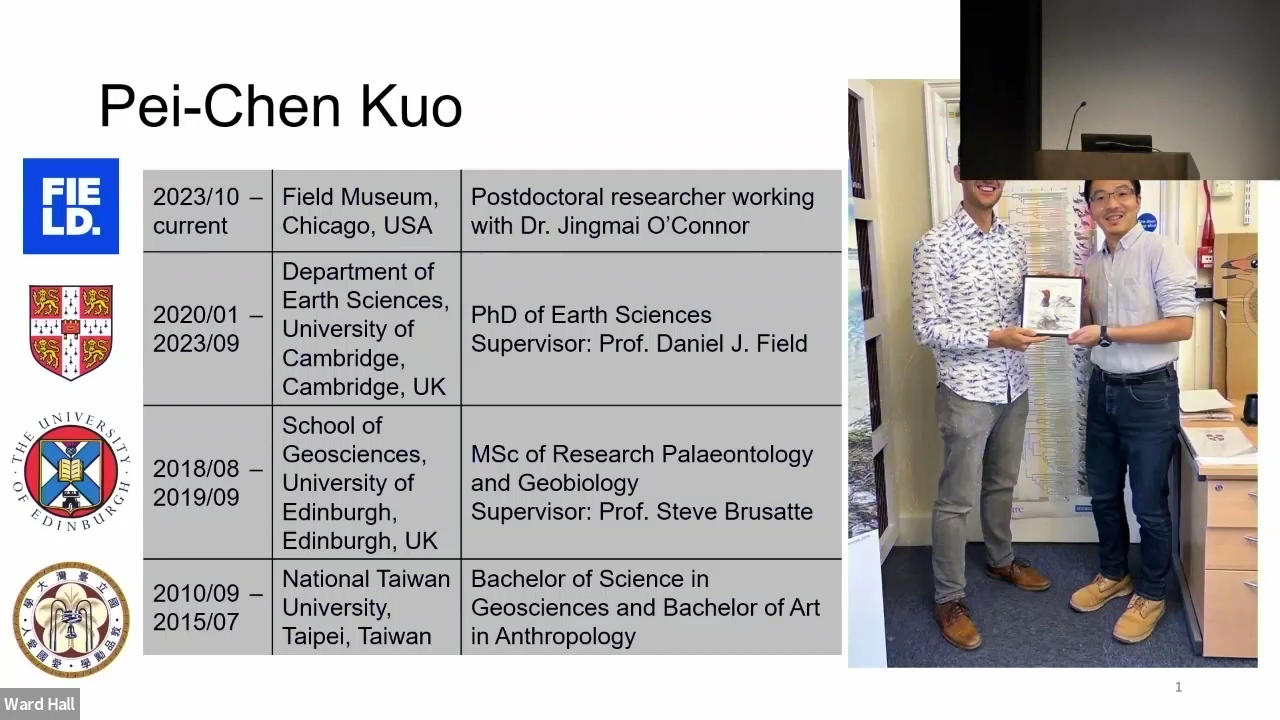 Pei-Chen Kuo
FIE
LD.
2023/10 –
current
Field Museum,
Chicago, USA
Postdoctoral researcher working
with Dr. Jingmai O’Connor
2020/01 –
2023/09
Department of
Earth Sciences,
University of
Cambridge,
Cambridge, UK
PhD of Earth Sciences
Supervisor: Prof. Daniel J. Field
THE UNIVERSITY
OF EDINBURGH
2018/08 –
2019/09
School of
Geosciences,
University of
Edinburgh,
Edinburgh, UK
MSc of Research Palaeontology
and Geobiology
Supervisor: Prof. Steve Brusatte
2010/09 –
2015/07
National Taiwan
University,
Taipei, Taiwan
Bachelor of Science in
Geosciences and Bachelor of Art
in Anthropology
1
Ward Hall